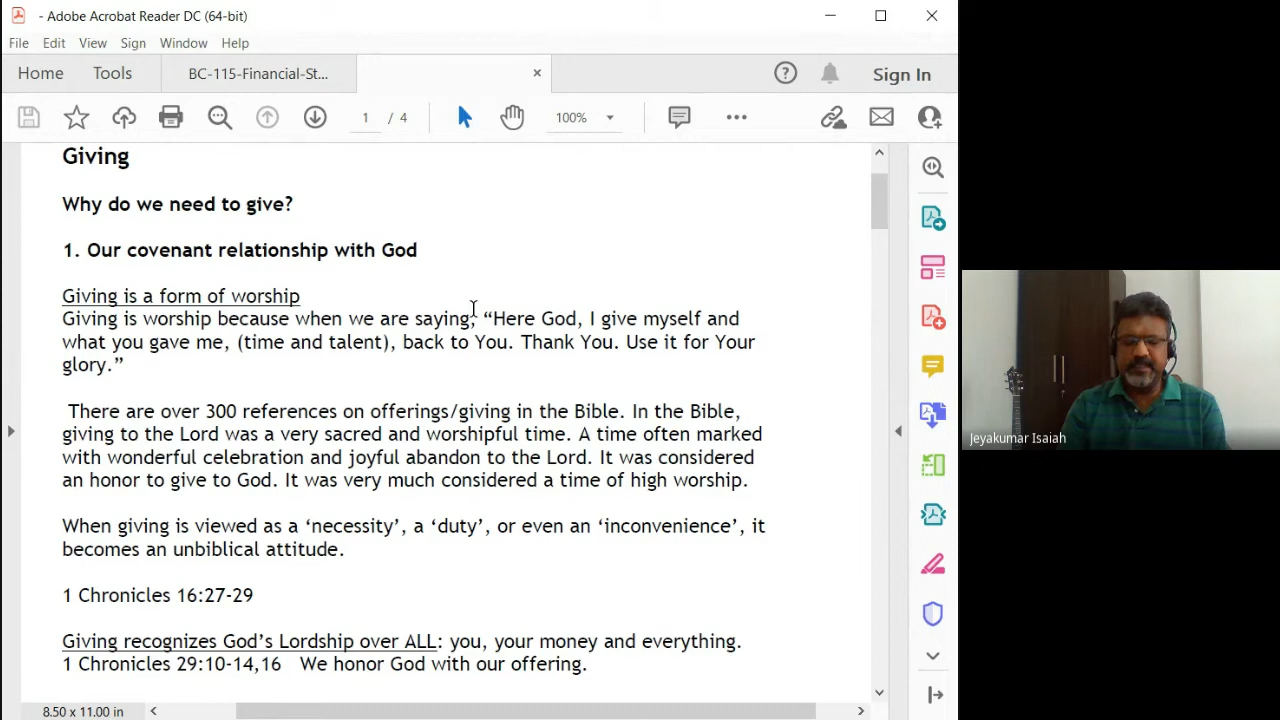 - Adobe Acrobat Reader DC (64-bit)
File Edit View Sign Window Help
Home Tools BC-115-Financial-St... × Sign In
1 / 4 100%
Giving
Why do we need to give?
1. Our covenant relationship with God
Giving is a form of worship
Giving is worship because when we are saying, “Here God, I give myself and
what you gave me, (time and talent), back to You. Thank You. Use it for Your
glory.”
There are over 300 references on offerings/giving in the Bible. In the Bible,
giving to the Lord was a very sacred and worshipful time. A time often marked
with wonderful celebration and joyful abandon to the Lord. It was considered
an honor to give to God. It was very much considered a time of high worship.
When giving is viewed as a ‘necessity’, a ‘duty’, or even an ‘inconvenience’, it
becomes an unbiblical attitude.
1 Chronicles 16:27-29
Giving recognizes God’s Lordship over ALL: you, your money and everything.
1 Chronicles 29:10-14,16 We honor God with our offering.
8.50 x 11.00 in
Jeyakumar Isaiah